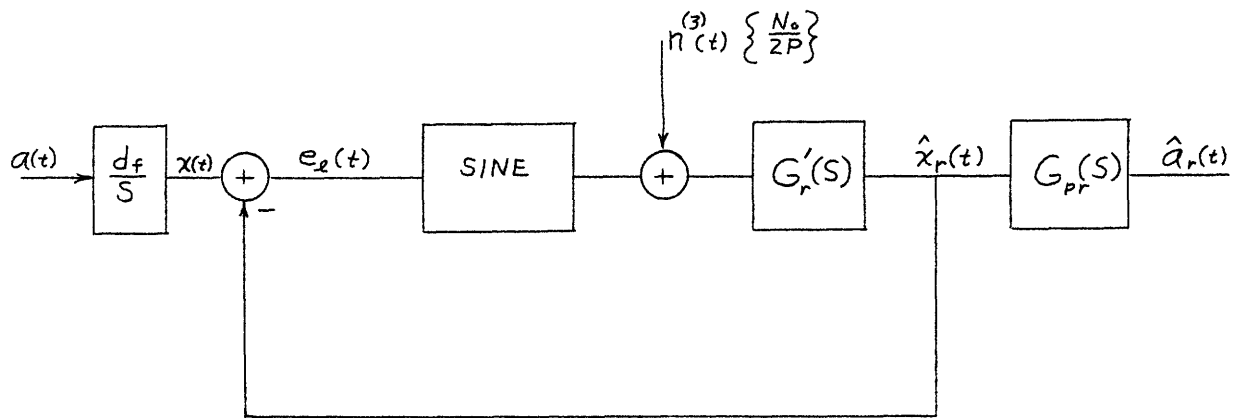 n^(3)(t) { N₀/2P }
a(t)
d_f/S
x(t)
+
−
e_ℓ(t)
SINE
+
G'_r(S)
x̂_r(t)
G_pr(S)
â_r(t)